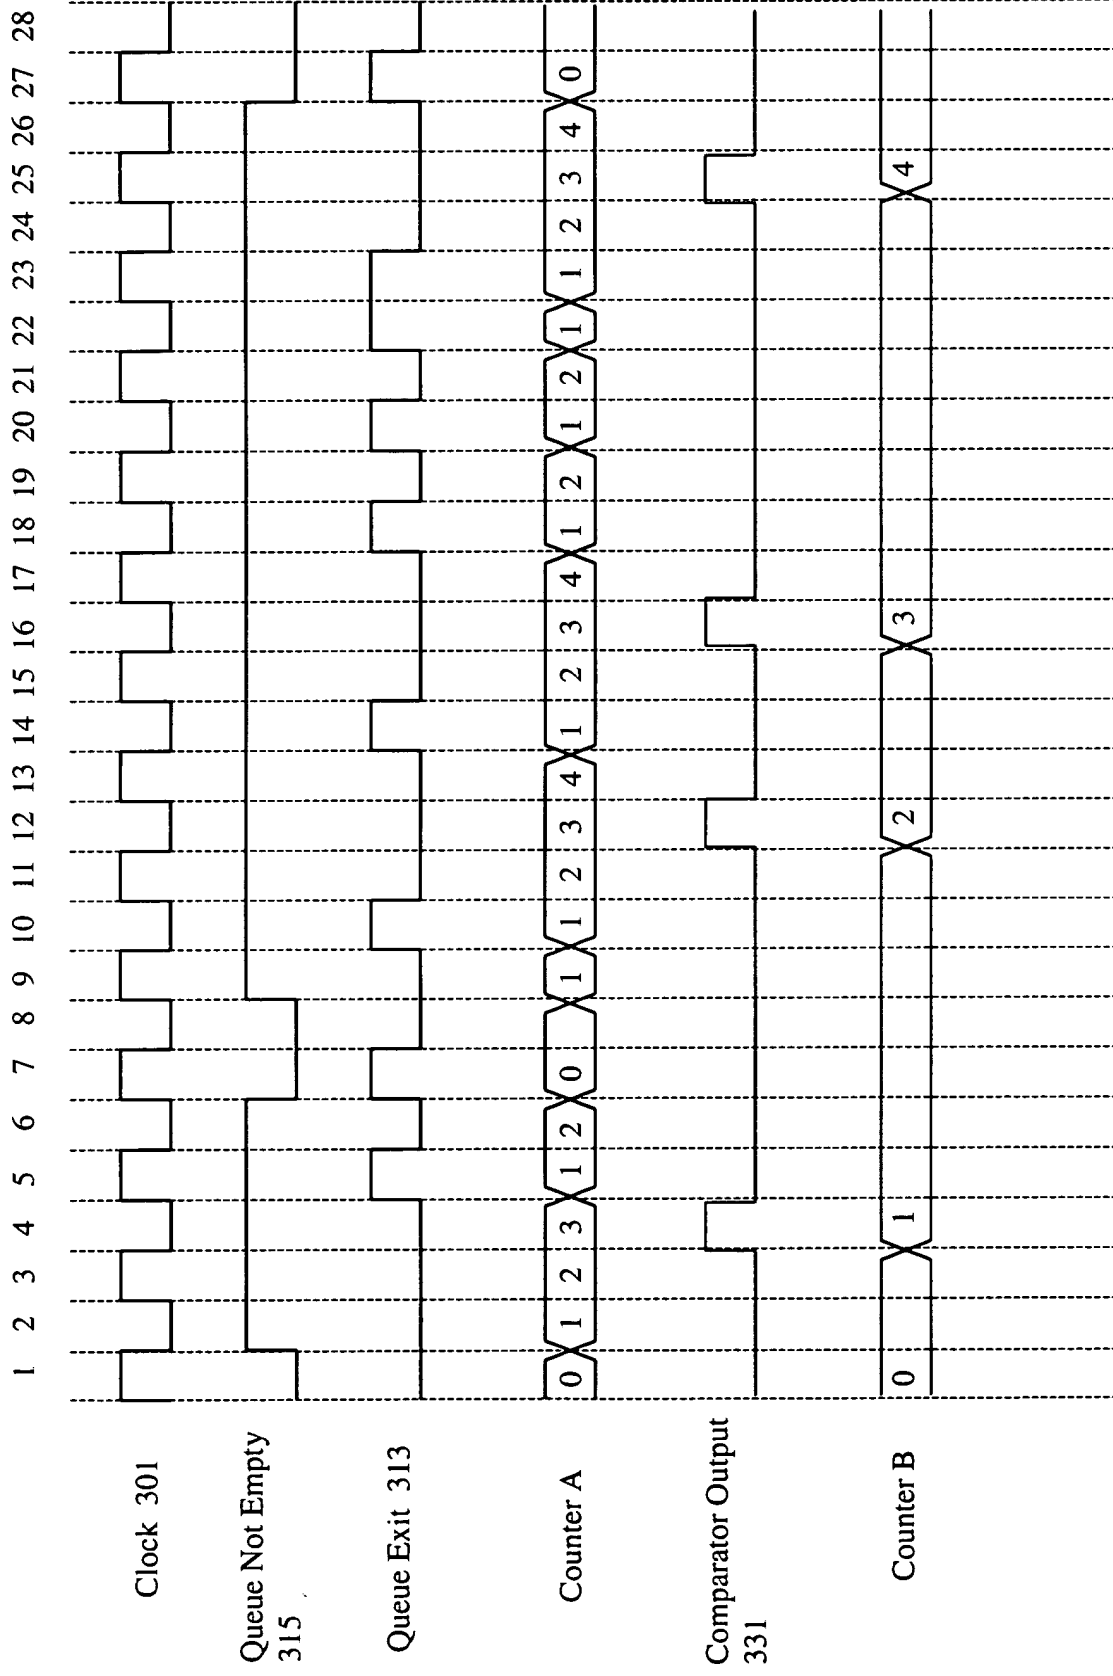 1 2 3 4 5 6 7 8 9 10 11 12 13 14 15 16 17 18 19 20 21 22 23 24 25 26 27 28
Clock 301
Queue Not Empty
315
Queue Exit 313
Counter A 0 1 2 3 1 2 0 1 1 2 3 4 1 2 3 4 1 2 1 2 1 1 2 3 4 0
Comparator Output
331
Counter B 0 1 2 3 4